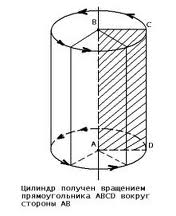 B
C
A
D
Цилиндр получен вращением
прямоугольника ABCD вокруг
стороны AB